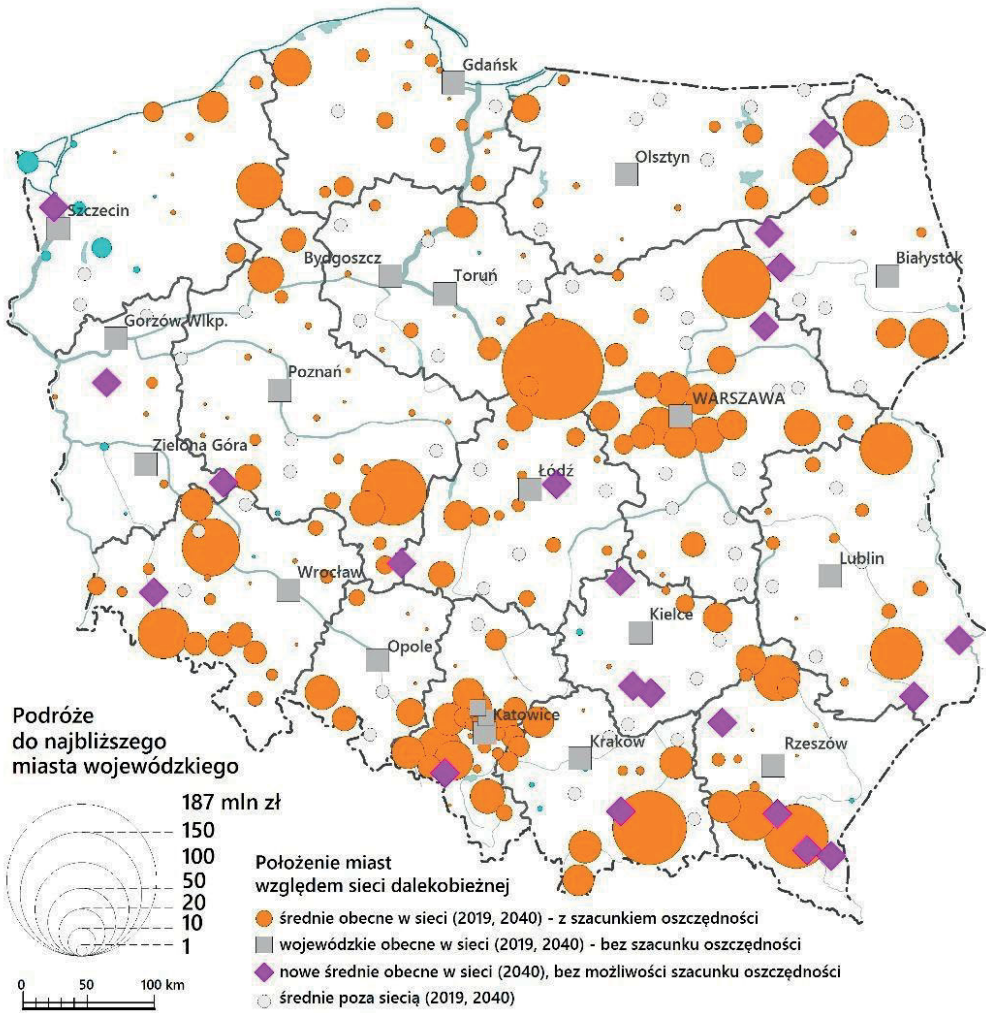 Gdańsk
Olsztyn
Szczecin
Białystok
Bydgoszcz
Toruń
Gorzów Wlkp.
Poznań
WARSZAWA
Zielona Góra
Łódź
Wrocław
Lublin
Kielce
Opole
Katowice
Kraków
Rzeszów
Podróże
do najbliższego
miasta wojewódzkiego
187 mln zł
150
100
50
20
10
1
0 50 100 km
Położenie miast
względem sieci dalekobieżnej
średnie obecne w sieci (2019, 2040) - z szacunkiem oszczędności
wojewódzkie obecne w sieci (2019, 2040) - bez szacunku oszczędności
nowe średnie obecne w sieci (2040), bez możliwości szacunku oszczędności
średnie poza siecią (2019, 2040)